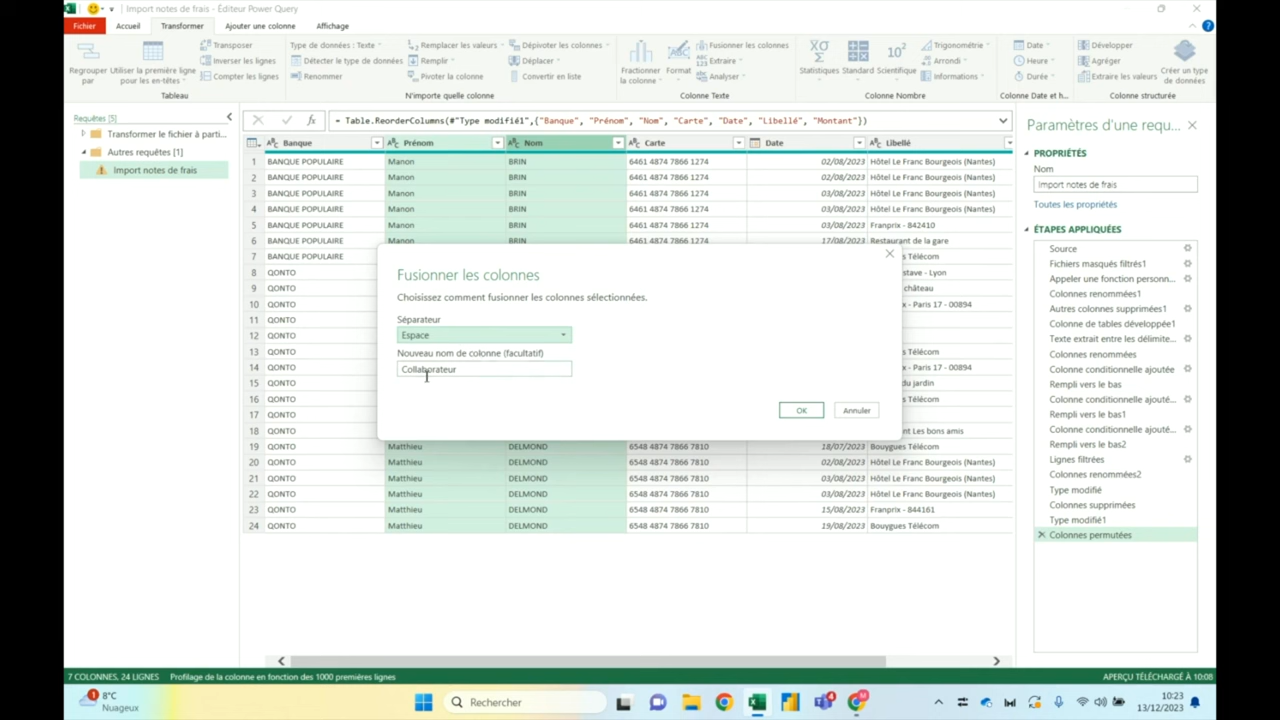 Import notes de frais - Éditeur Power Query
Fichier Accueil Transformer Ajouter une colonne Affichage
Regrouper par
Utiliser la première ligne pour les en-têtes
Transposer
Inverser les lignes
Compter les lignes
Tableau
Type de données : Texte
Détecter le type de données
Renommer
Remplacer les valeurs
Remplir
Pivoter la colonne
Dépivoter les colonnes
Déplacer
Convertir en liste
N'importe quelle colonne
Fractionner la colonne
Format
Fusionner les colonnes
Extraire
Analyser
Colonne Texte
Statistiques
Standard
Scientifique
Trigonométrie
Arrondi
Informations
Colonne Nombre
Date
Heure
Durée
Colonne Date et h...
Développer
Agréger
Extraire les valeurs
Créer un type de données
Colonne structurée
Requêtes [5]
Transformer le fichier à parti...
Autres requêtes [1]
Import notes de frais
= Table.ReorderColumns(#"Type modifié1",{"Banque", "Prénom", "Nom", "Carte", "Date", "Libellé", "Montant"})
Banque Prénom Nom Carte Date Libellé
1 BANQUE POPULAIRE Manon BRIN 6461 4874 7866 1274 02/08/2023 Hôtel Le Franc Bourgeois (Nantes)
2 BANQUE POPULAIRE Manon BRIN 6461 4874 7866 1274 02/08/2023 Hôtel Le Franc Bourgeois (Nantes)
3 BANQUE POPULAIRE Manon BRIN 6461 4874 7866 1274 03/08/2023 Hôtel Le Franc Bourgeois (Nantes)
4 BANQUE POPULAIRE Manon BRIN 6461 4874 7866 1274 03/08/2023 Hôtel Le Franc Bourgeois (Nantes)
5 BANQUE POPULAIRE Manon BRIN 6461 4874 7866 1274 03/08/2023 Franprix - 842410
6 BANQUE POPULAIRE Manon BRIN 6461 4874 7866 1274 17/08/2023 Restaurant de la gare
7 BANQUE POPULAIRE s Télécom
8 QONTO stave - Lyon
9 QONTO château
10 QONTO x - Paris 17 - 00894
11 QONTO
12 QONTO
13 QONTO s Télécom
14 QONTO x - Paris 17 - 00894
15 QONTO du jardin
16 QONTO s Télécom
17 QONTO
18 QONTO nt Les bons amis
19 QONTO Matthieu DELMOND 6548 4874 7866 7810 18/07/2023 Bouygues Télécom
20 QONTO Matthieu DELMOND 6548 4874 7866 7810 02/08/2023 Hôtel Le Franc Bourgeois (Nantes)
21 QONTO Matthieu DELMOND 6548 4874 7866 7810 03/08/2023 Hôtel Le Franc Bourgeois (Nantes)
22 QONTO Matthieu DELMOND 6548 4874 7866 7810 03/08/2023 Hôtel Le Franc Bourgeois (Nantes)
23 QONTO Matthieu DELMOND 6548 4874 7866 7810 15/08/2023 Franprix - 844161
24 QONTO Matthieu DELMOND 6548 4874 7866 7810 19/08/2023 Bouygues Télécom
Fusionner les colonnes
Choisissez comment fusionner les colonnes sélectionnées.
Séparateur
Espace
Nouveau nom de colonne (facultatif)
Collaborateur
OK Annuler
Paramètres d'une requ...
PROPRIÉTÉS
Nom
Import notes de frais
Toutes les propriétés
ÉTAPES APPLIQUÉES
Source
Fichiers masqués filtrés1
Appeler une fonction personn...
Colonnes renommées1
Autres colonnes supprimées1
Colonne de tables développée1
Texte extrait entre les délimite...
Colonnes renommées
Colonne conditionnelle ajoutée
Rempli vers le bas
Colonne conditionnelle ajouté...
Rempli vers le bas1
Colonne conditionnelle ajouté...
Rempli vers le bas2
Lignes filtrées
Colonnes renommées2
Type modifié
Colonnes supprimées
Type modifié1
Colonnes permutées
7 COLONNES, 24 LIGNES Profilage de la colonne en fonction des 1000 premières lignes APERÇU TÉLÉCHARGÉ À 10:08
1 8°C
Nuageux
Rechercher
4
10:23
13/12/2023